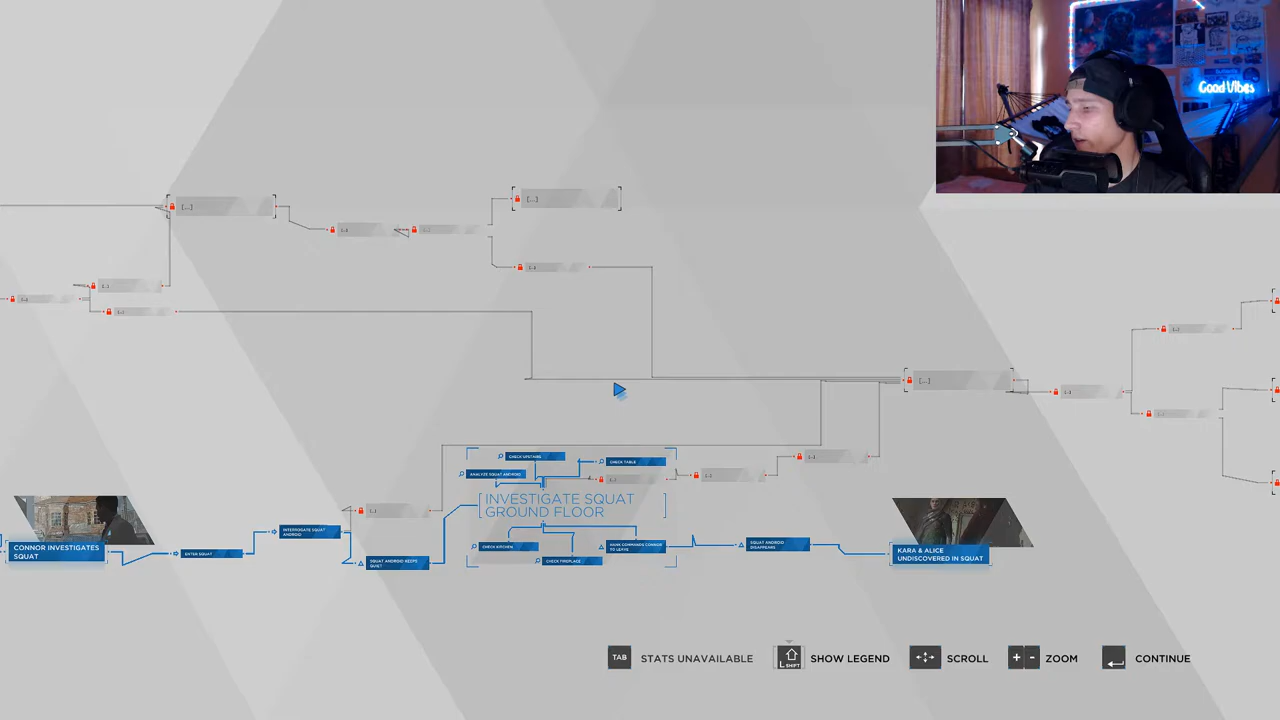 Good Vibes
[...]
[...]
[...]
[...]
[...]
[...]
[...]
[...]
[...]
[...]
[...]
[...]
[...]
CHECK UPSTAIRS
CHECK TABLE
ANALYZE SQUAT ANDROID
[...]
[...]
[...]
INVESTIGATE SQUAT
GROUND FLOOR
[...]
CONNOR INVESTIGATES
SQUAT
ENTER SQUAT
INTERROGATE SQUAT
ANDROID
SQUAT ANDROID KEEPS
QUIET
CHECK KITCHEN
CHECK FIREPLACE
HANK COMMANDS CONNOR
TO LEAVE
SQUAT ANDROID
DISAPPEARS
KARA & ALICE
UNDISCOVERED IN SQUAT
TAB STATS UNAVAILABLE
L SHIFT SHOW LEGEND
SCROLL
+ - ZOOM
CONTINUE